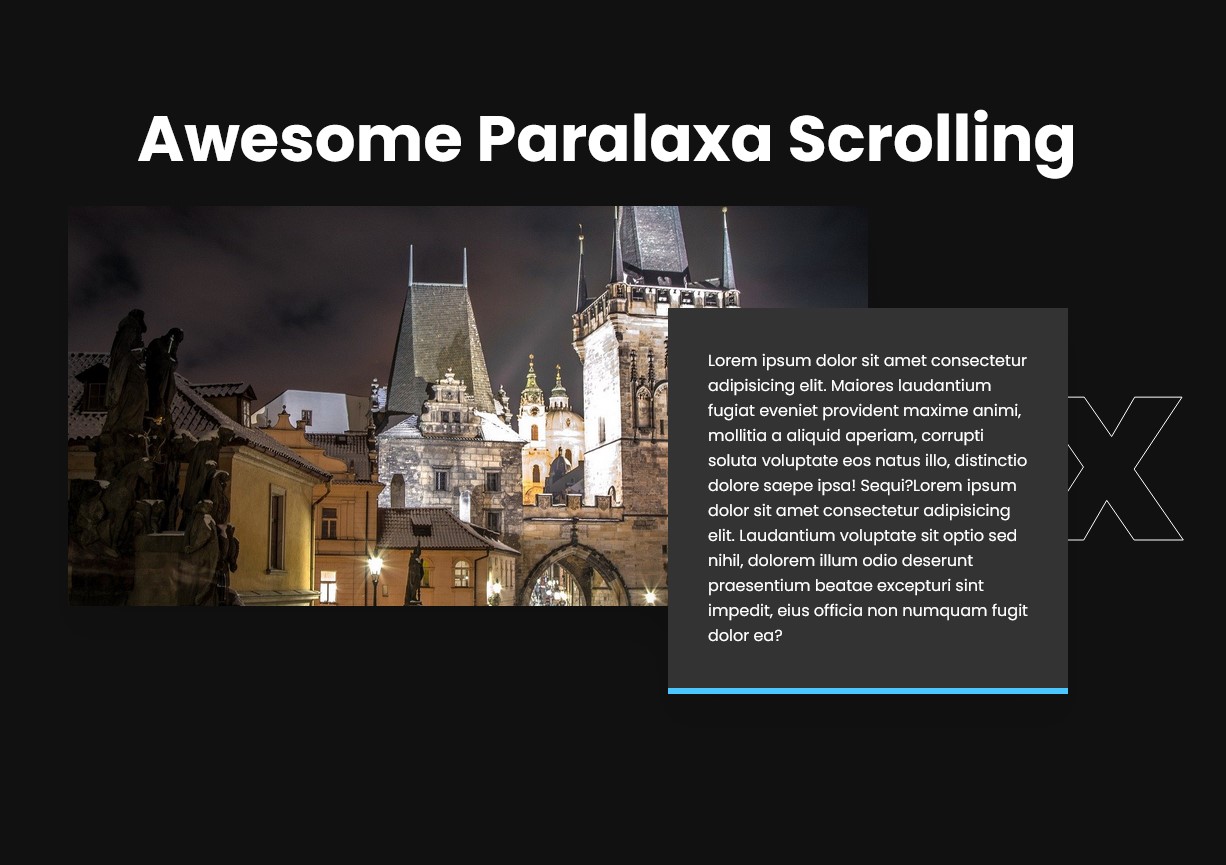 Awesome Paralaxa Scrolling
Lorem ipsum dolor sit amet consectetur
adipisicing elit. Maiores laudantium
fugiat eveniet provident maxime animi,
mollitia a aliquid aperiam, corrupti
soluta voluptate eos natus illo, distinctio
dolore saepe ipsa! Sequi?Lorem ipsum
dolor sit amet consectetur adipisicing
elit. Laudantium voluptate sit optio sed
nihil, dolorem illum odio deserunt
praesentium beatae excepturi sint
impedit, eius officia non numquam fugit
dolor ea?
X